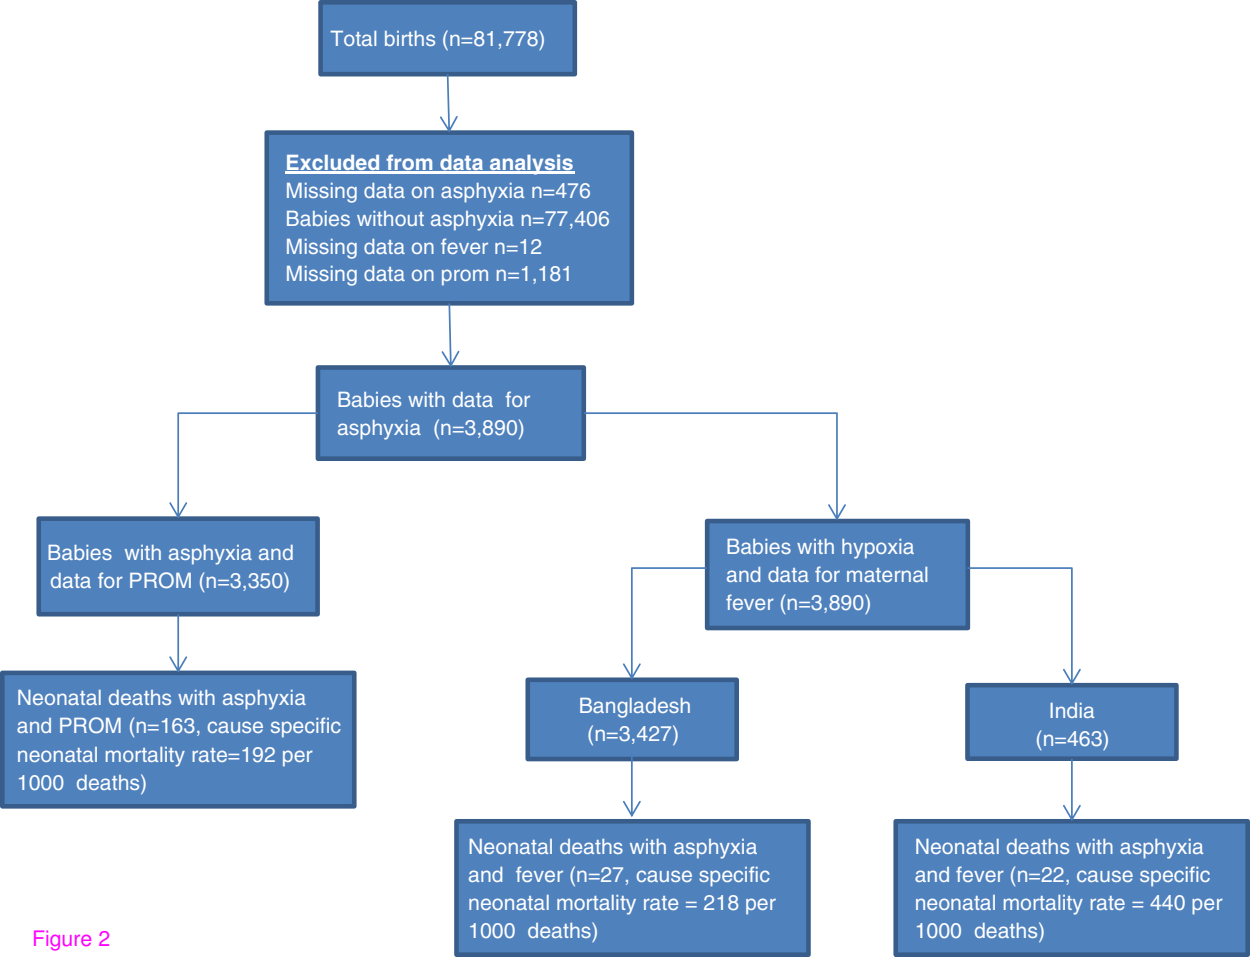 Total births (n=81,778)
Excluded from data analysis
Missing data on asphyxia n=476
Babies without asphyxia n=77,406
Missing data on fever n=12
Missing data on prom n=1,181
Babies with data for
asphyxia (n=3,890)
Babies with asphyxia and
data for PROM (n=3,350)
Babies with hypoxia
and data for maternal
fever (n=3,890)
Neonatal deaths with asphyxia
and PROM (n=163, cause specific
neonatal mortality rate=192 per
1000 deaths)
Bangladesh
(n=3,427)
India
(n=463)
Neonatal deaths with asphyxia
and fever (n=27, cause specific
neonatal mortality rate = 218 per
1000 deaths)
Neonatal deaths with asphyxia
and fever (n=22, cause specific
neonatal mortality rate = 440 per
1000 deaths)
Figure 2